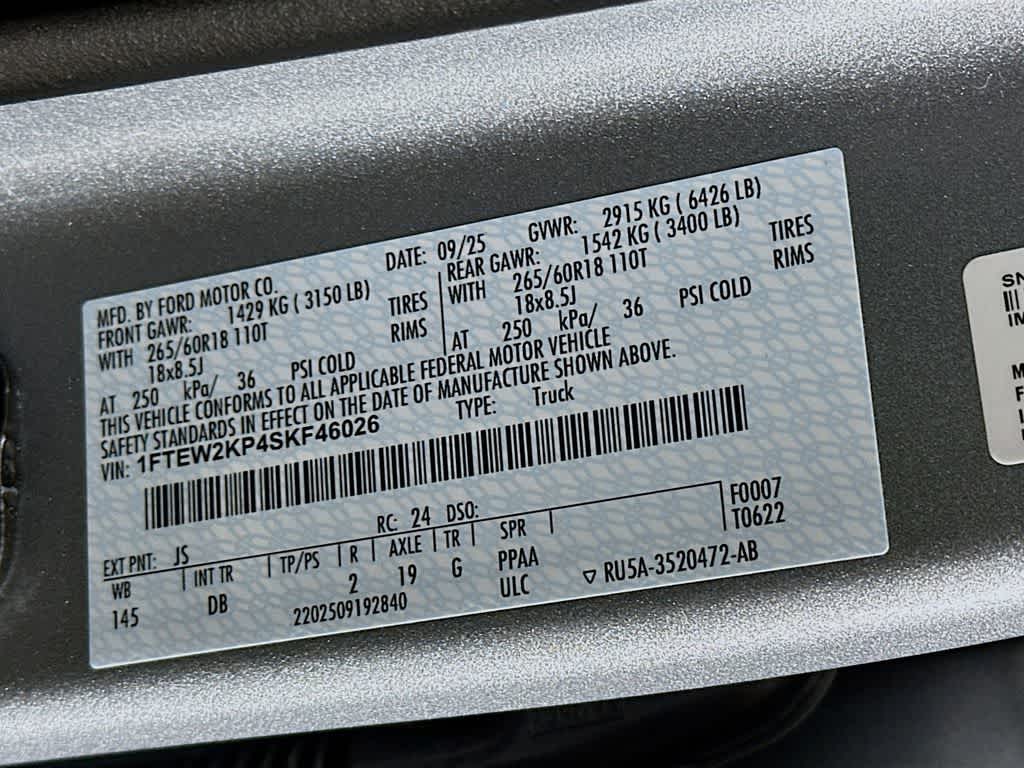 MFD. BY FORD MOTOR CO.
DATE: 09/25 GVWR: 2915 KG ( 6426 LB)
FRONT GAWR: 1429 KG ( 3150 LB)
WITH 265/60R18 110T TIRES
18x8.5J RIMS
AT 250 kPa/ 36 PSI COLD
REAR GAWR: 1542 KG ( 3400 LB)
WITH 265/60R18 110T TIRES
18x8.5J RIMS
AT 250 kPa/ 36 PSI COLD
THIS VEHICLE CONFORMS TO ALL APPLICABLE FEDERAL MOTOR VEHICLE
SAFETY STANDARDS IN EFFECT ON THE DATE OF MANUFACTURE SHOWN ABOVE.
VIN: 1FTEW2KP4SKF46026 TYPE: Truck
EXT PNT: JS RC: 24 DSO: F0007
WB INT TR TP/PS R AXLE TR SPR T0622
145 DB 2 19 G PPAA
2202509192840 ULC RU5A-3520472-AB
SN